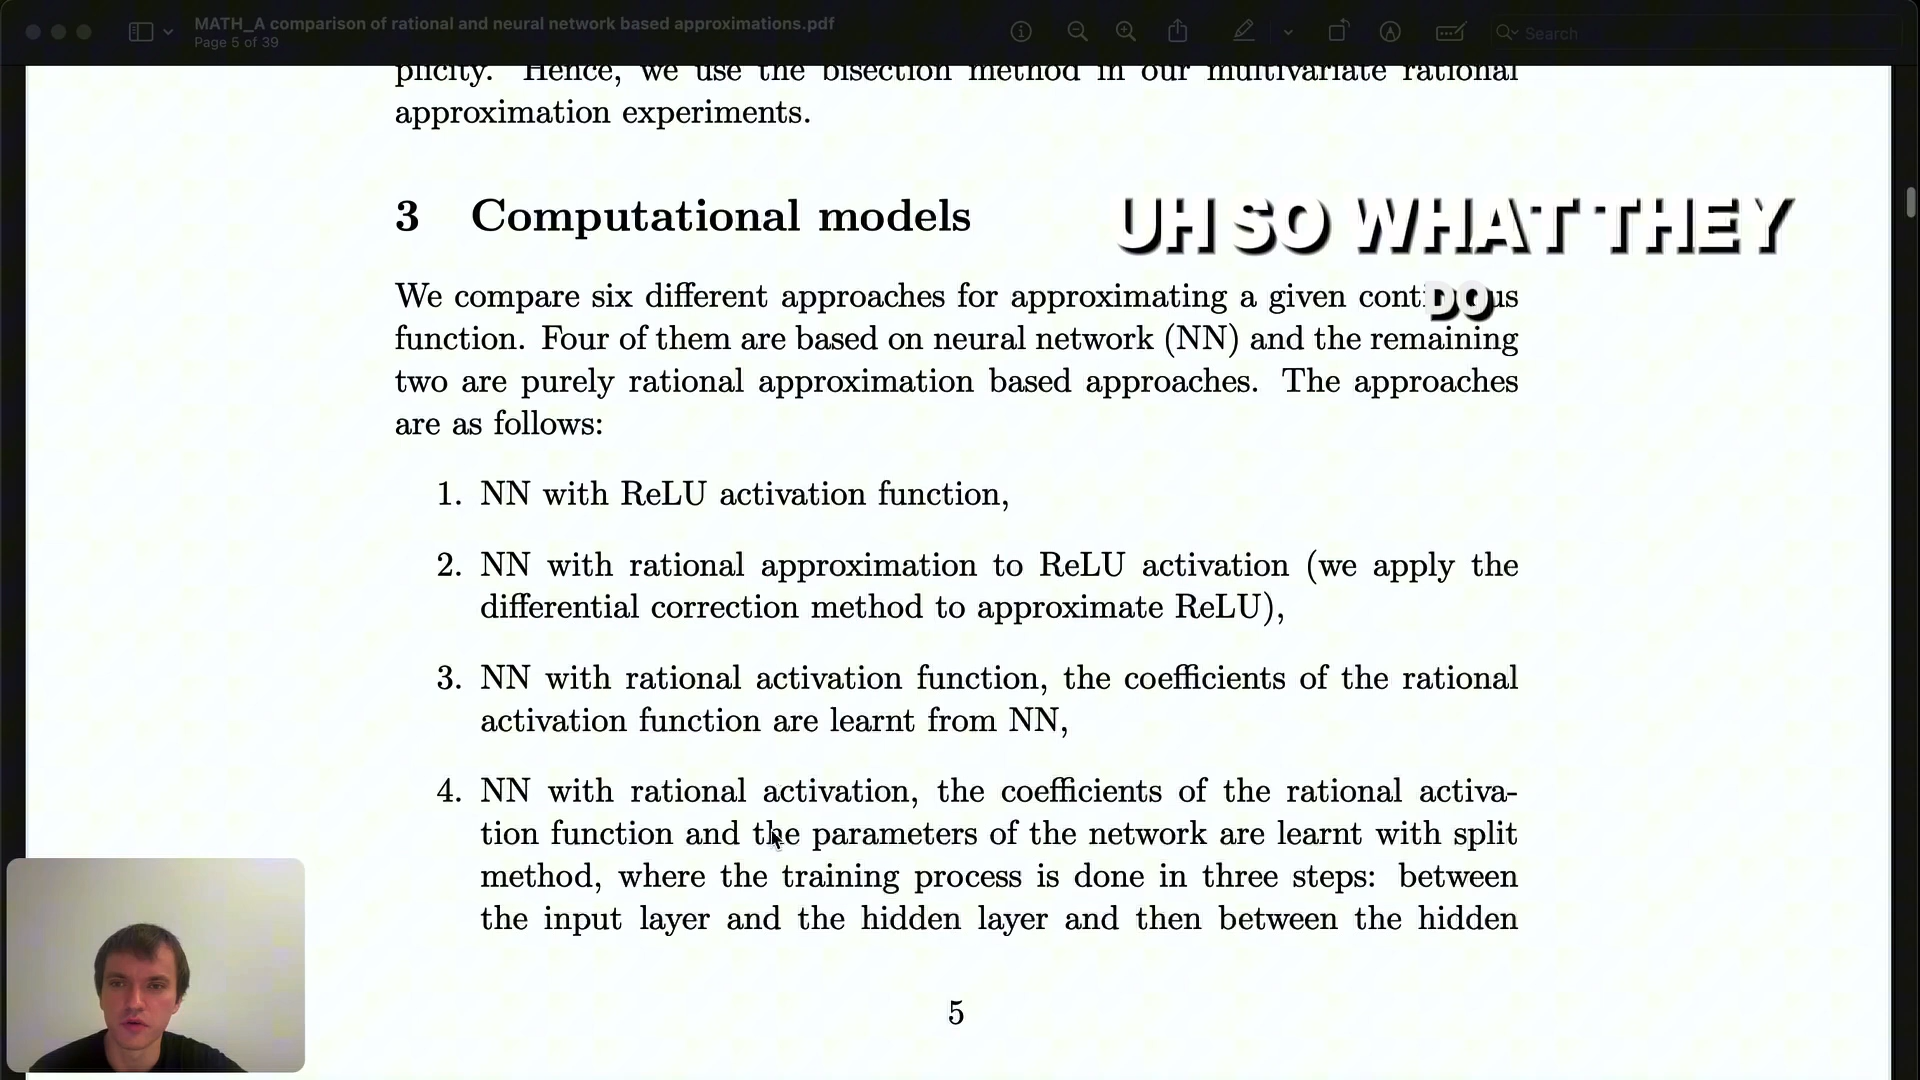 MATH_A comparison of rational and neural network based approximations.pdf
Page 5 of 39
Search
plicity. Hence, we use the bisection method in our multivariate rational
approximation experiments.
3 Computational models
UH SO WHAT THEY
DO
We compare six different approaches for approximating a given
function. Four of them are based on neural network (NN) and the remaining
two are purely rational approximation based approaches. The approaches
are as follows:
1. NN with ReLU activation function,
2. NN with rational approximation to ReLU activation (we apply the
differential correction method to approximate ReLU),
3. NN with rational activation function, the coefficients of the rational
activation function are learnt from NN,
4. NN with rational activation, the coefficients of the rational activa-
tion function and the parameters of the network are learnt with split
method, where the training process is done in three steps: between
the input layer and the hidden layer and then between the hidden
5